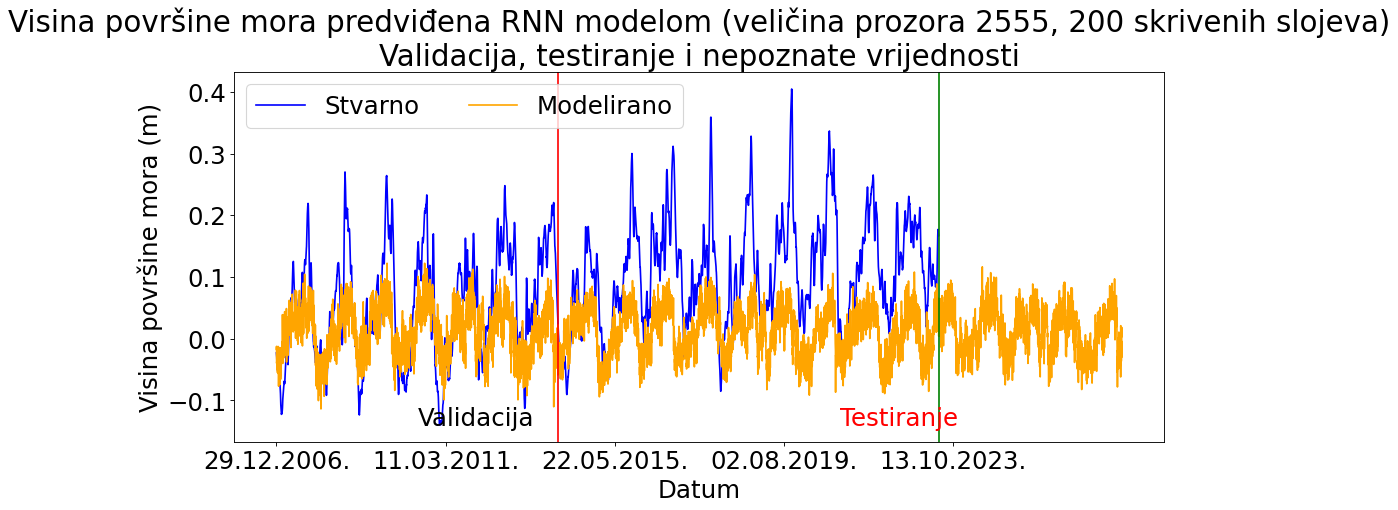 Visina površine mora predviđena RNN modelom (veličina prozora 2555, 200 skrivenih slojeva)
Validacija, testiranje i nepoznate vrijednosti
Stvarno
Modelirano
Visina površine mora (m)
0.4
0.3
0.2
0.1
0.0
−0.1
Validacija
Testiranje
29.12.2006.
11.03.2011.
22.05.2015.
02.08.2019.
13.10.2023.
Datum